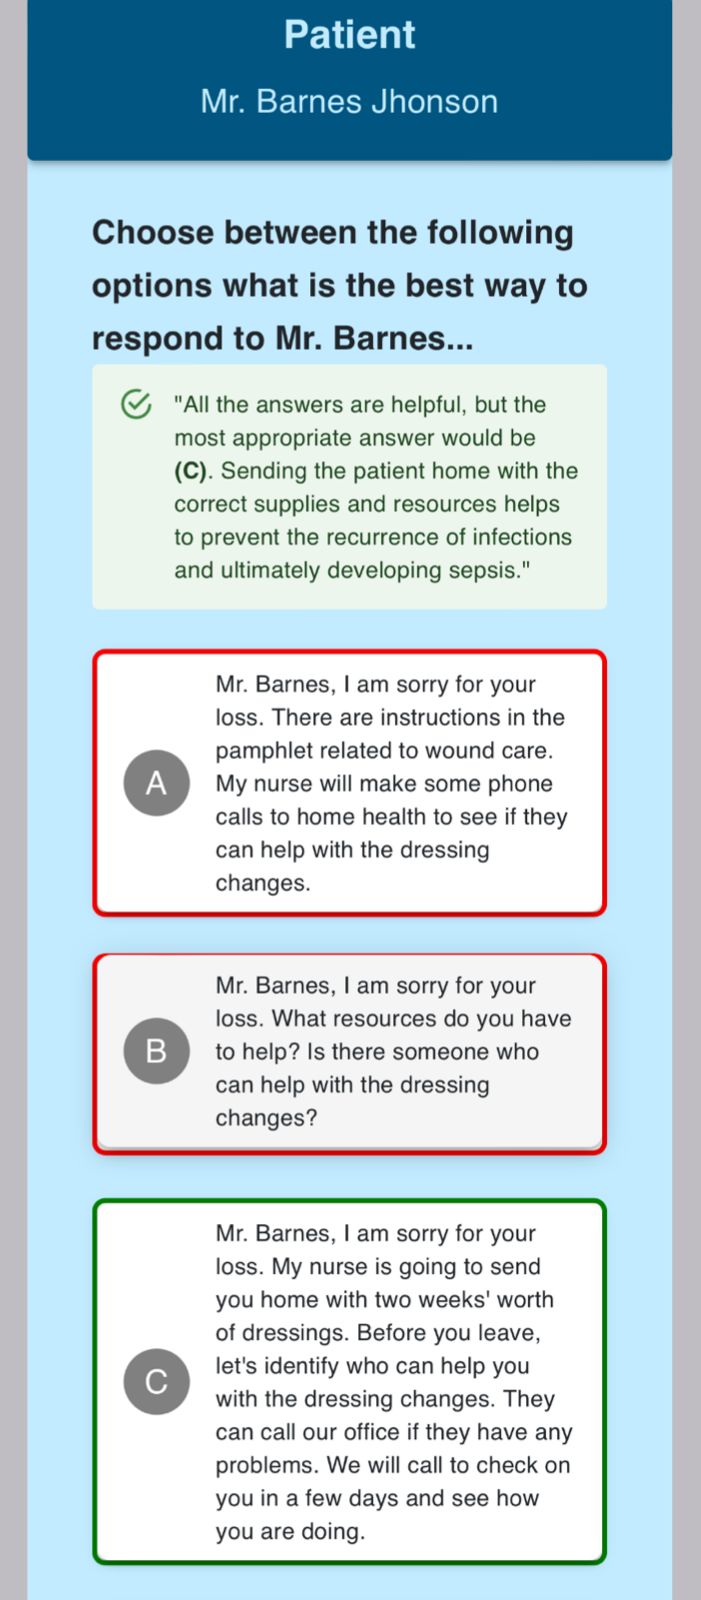 Patient
Mr. Barnes Jhonson
Choose between the following
options what is the best way to
respond to Mr. Barnes...
"All the answers are helpful, but the
most appropriate answer would be
(C). Sending the patient home with the
correct supplies and resources helps
to prevent the recurrence of infections
and ultimately developing sepsis."
A
Mr. Barnes, I am sorry for your
loss. There are instructions in the
pamphlet related to wound care.
My nurse will make some phone
calls to home health to see if they
can help with the dressing
changes.
B
Mr. Barnes, I am sorry for your
loss. What resources do you have
to help? Is there someone who
can help with the dressing
changes?
C
Mr. Barnes, I am sorry for your
loss. My nurse is going to send
you home with two weeks' worth
of dressings. Before you leave,
let's identify who can help you
with the dressing changes. They
can call our office if they have any
problems. We will call to check on
you in a few days and see how
you are doing.